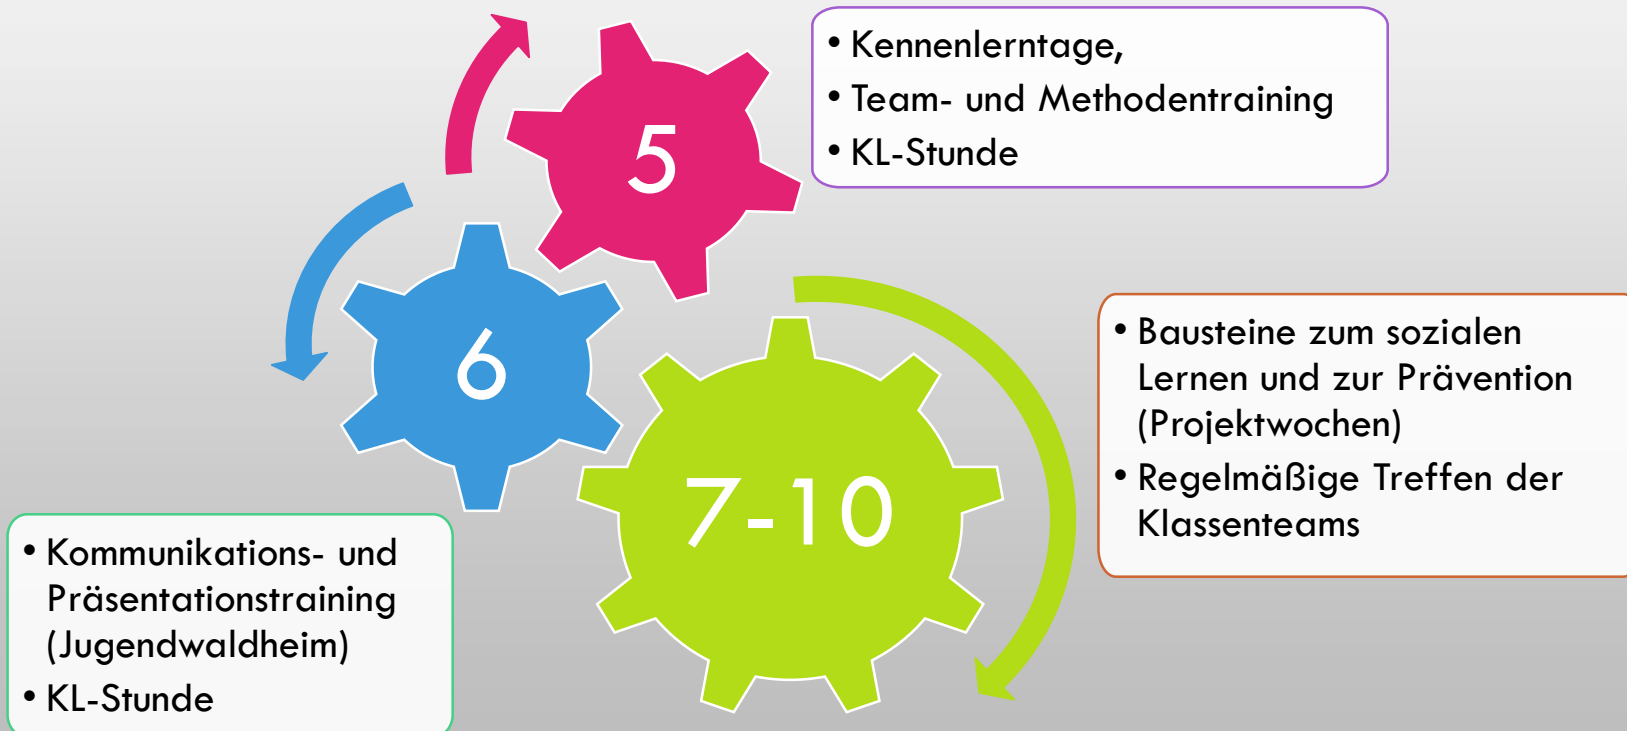 • Kennenlerntage,
• Team- und Methodentraining
• KL-Stunde
5
6
7-10
• Bausteine zum sozialen
Lernen und zur Prävention
(Projektwochen)
• Regelmäßige Treffen der
Klassenteams
• Kommunikations- und
Präsentationstraining
(Jugendwaldheim)
• KL-Stunde